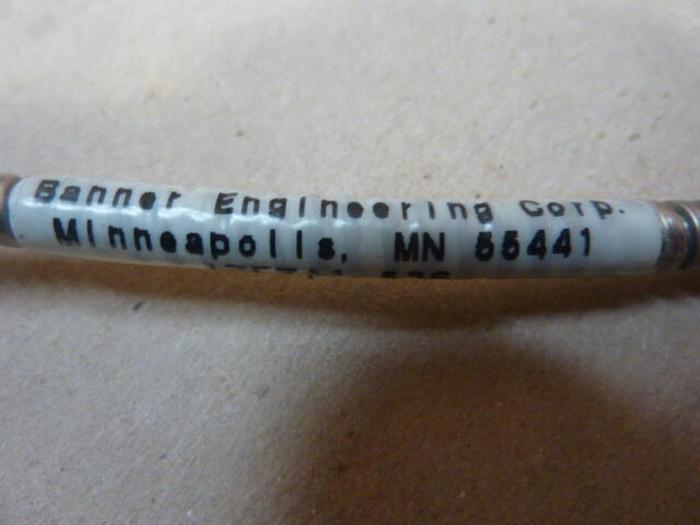 Banner Engineering Corp.
Minneapolis, MN 55441